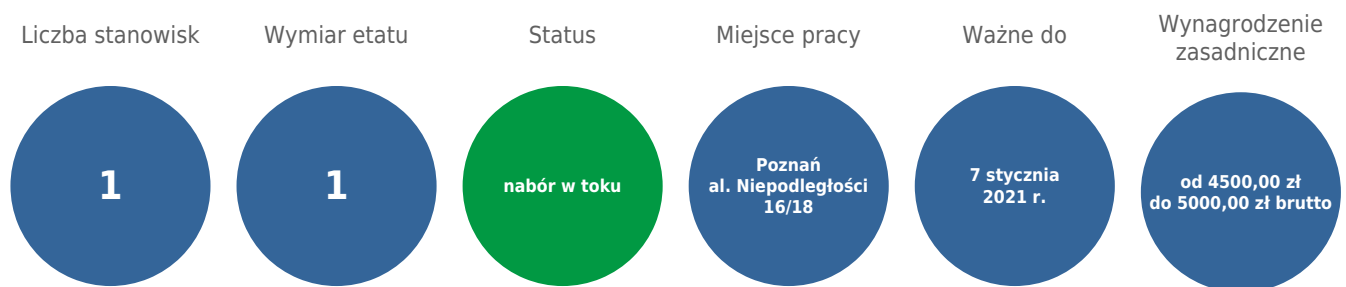 Liczba stanowisk
1
Wymiar etatu
1
Status
nabór w toku
Miejsce pracy
Poznań
al. Niepodległości
16/18
Ważne do
7 stycznia
2021 r.
Wynagrodzenie
zasadnicze
od 4500,00 zł
do 5000,00 zł brutto